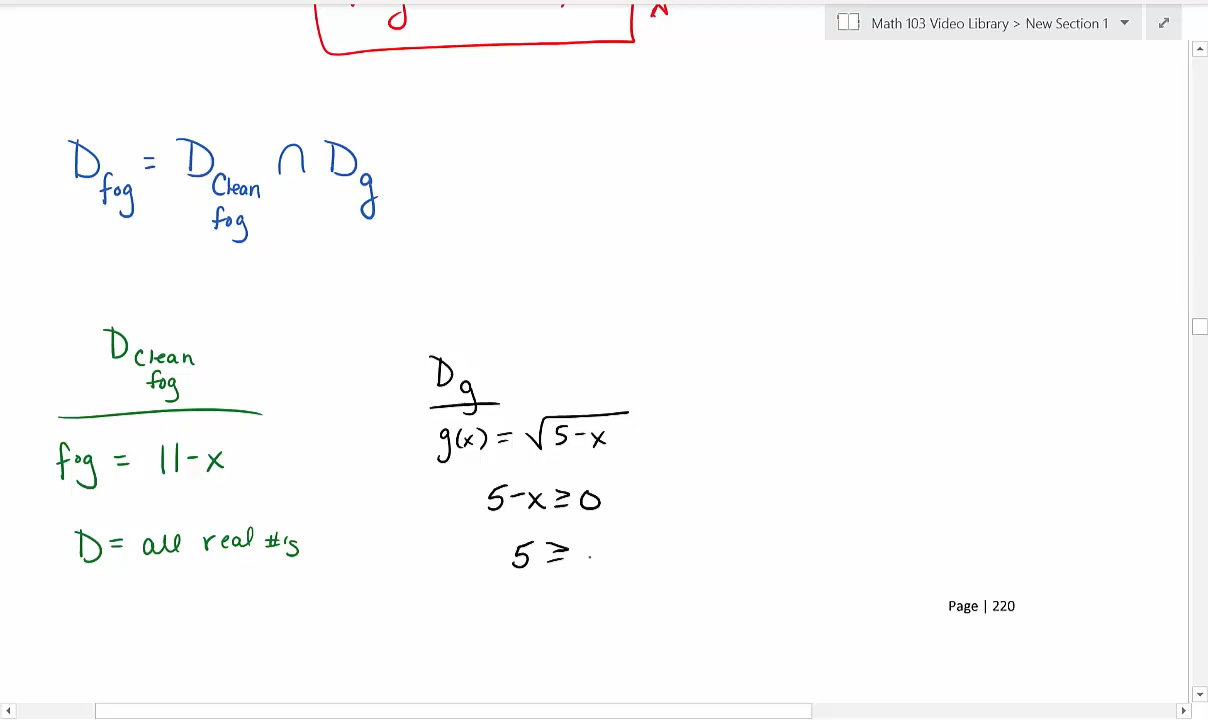 Math 103 Video Library > New Section 1
D_fog = D_Clean fog ∩ D_g
D_Clean fog
fog = 11-x
D = all real #'s
D_g
g(x) = √(5-x)
5-x ≥ 0
5 ≥
Page | 220